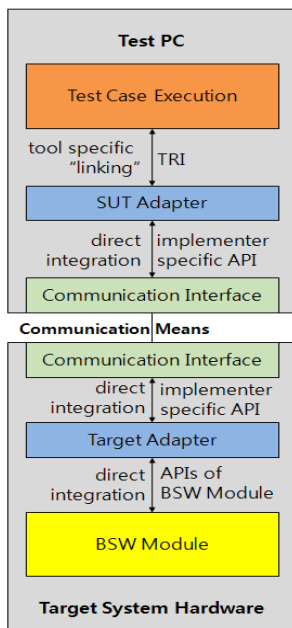 Test PC
Test Case Execution
tool specific
“linking”
TRI
SUT Adapter
direct
integration
implementer
specific API
Communication Interface
Communication Means
Communication Interface
direct
integration
implementer
specific API
Target Adapter
direct
integration
APIs of
BSW Module
BSW Module
Target System Hardware